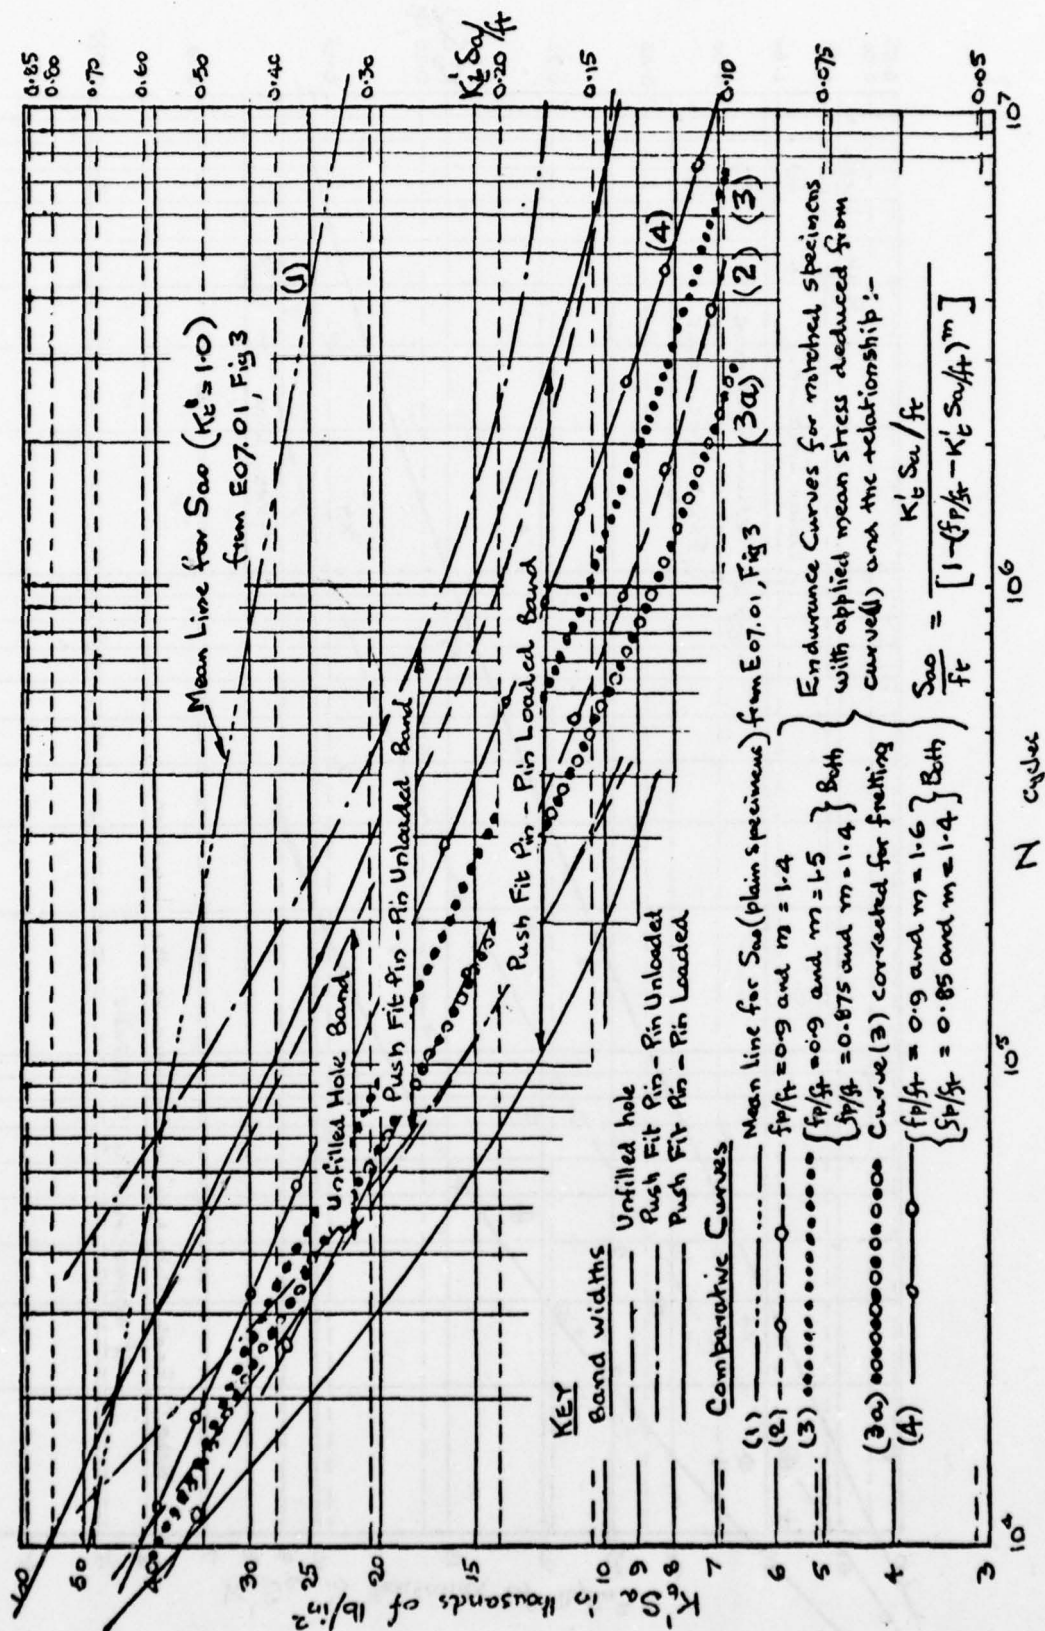 0.85
0.80
0.70
0.60
0.50
0.40
0.30
K't Sa/ft
0.20
0.15
0.10
0.075
0.05
Mean Line for Sao (K't = 1.0)
from E07.01, Fig 3
(1)
(4)
(3)
(2)
(3a)
Unfilled Hole Band
Push Fit Pin - Pin Unloaded Band
Push Fit Pin - Pin Loaded Band
KEY
Band widths
Unfilled hole
Push Fit Pin - Pin Unloaded
Push Fit Pin - Pin Loaded
Comparative Curves
(1) Mean line for Sao (plain specimens) from E07.01, Fig 3
(2) fp/ft = 0.9 and m = 1.4
(3) {fp/ft = 0.9 and m = 1.5
{fp/ft = 0.875 and m = 1.4 } Both
(3a) Curve (3) corrected for fretting
(4) {fp/ft = 0.9 and m = 1.6
{fp/ft = 0.85 and m = 1.4 } Both
Endurance Curves for notched specimens
with applied mean stress deduced from
curve (1) and the relationship :-
Sao/ft = K't Sa/ft / [1-(fp/ft - K't Sa/ft)^m]
K't Sa in thousands of lb/in²
100
60
40
30
25
20
15
10
9
8
7
6
5
4
3
10⁴
10⁵
10⁶
10⁷
N cycles